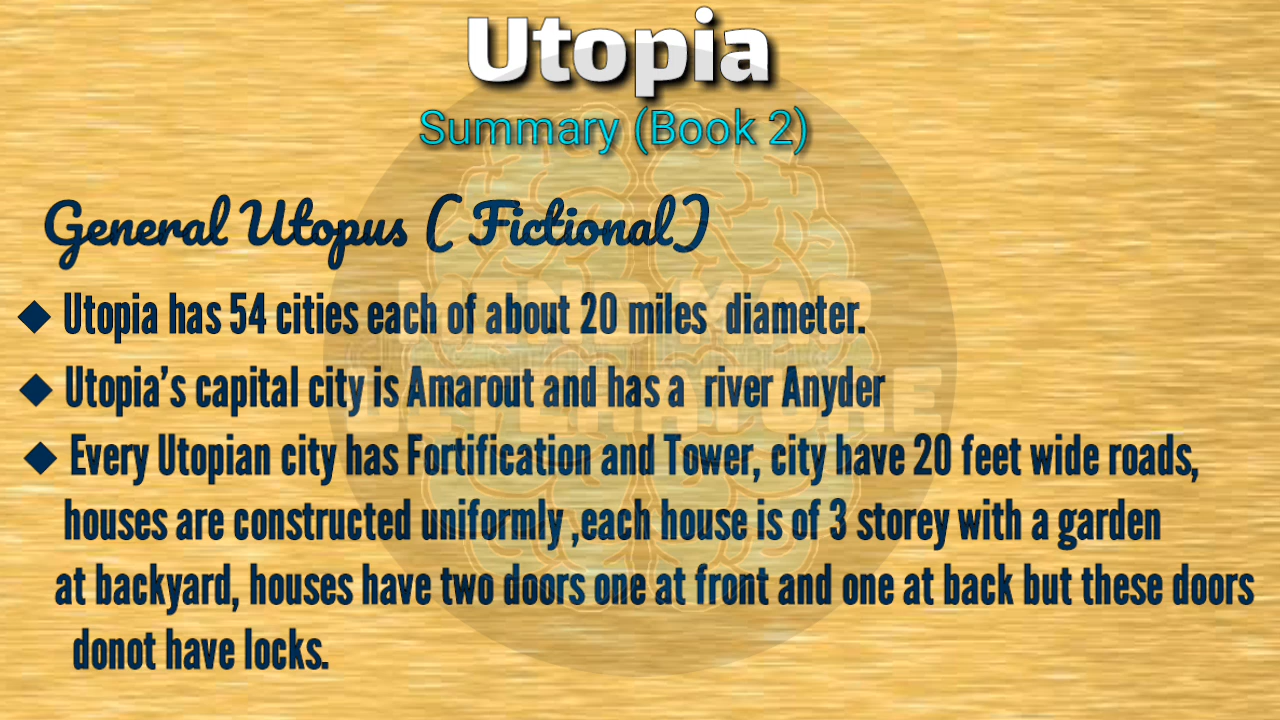 Utopia
Summary (Book 2)
General Utopus ( Fictional)
◆ Utopia has 54 cities each of about 20 miles diameter.
◆ Utopia's capital city is Amarout and has a river Anyder
◆ Every Utopian city has Fortification and Tower, city have 20 feet wide roads,
houses are constructed uniformly ,each house is of 3 storey with a garden
at backyard, houses have two doors one at front and one at back but these doors
donot have locks.
MIND MAP
LITERATURE